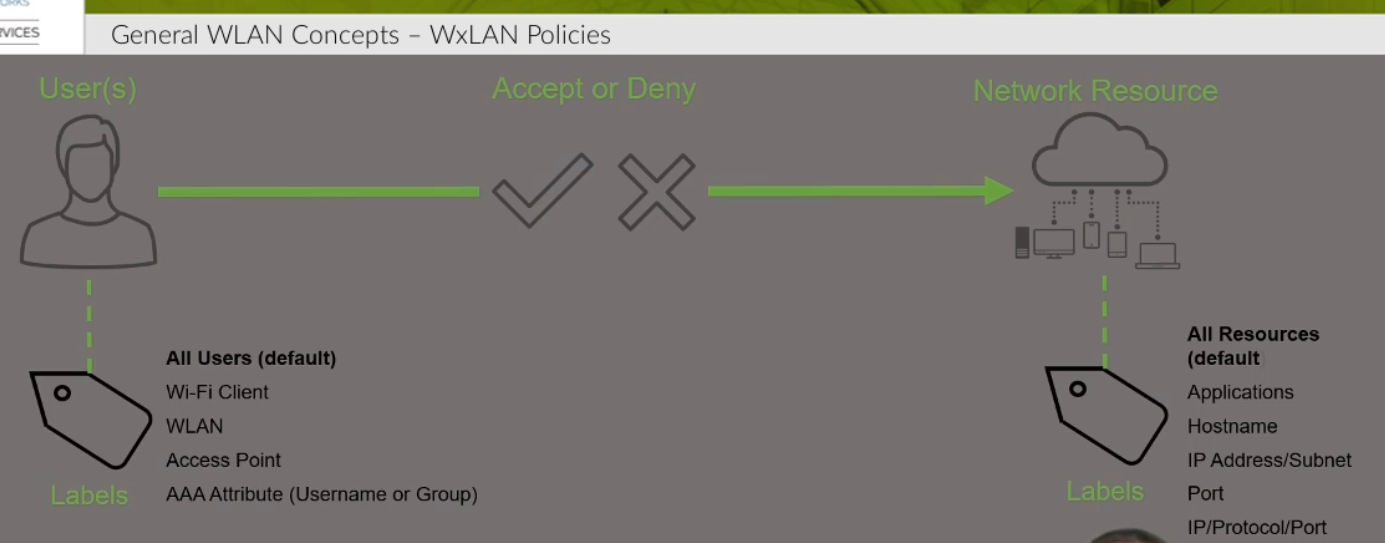 VICES
General WLAN Concepts – WxLAN Policies
User(s)
Accept or Deny
Network Resource
All Users (default)
Wi-Fi Client
WLAN
Access Point
AAA Attribute (Username or Group)
Labels
All Resources
(default
Applications
Hostname
IP Address/Subnet
Port
IP/Protocol/Port
Labels